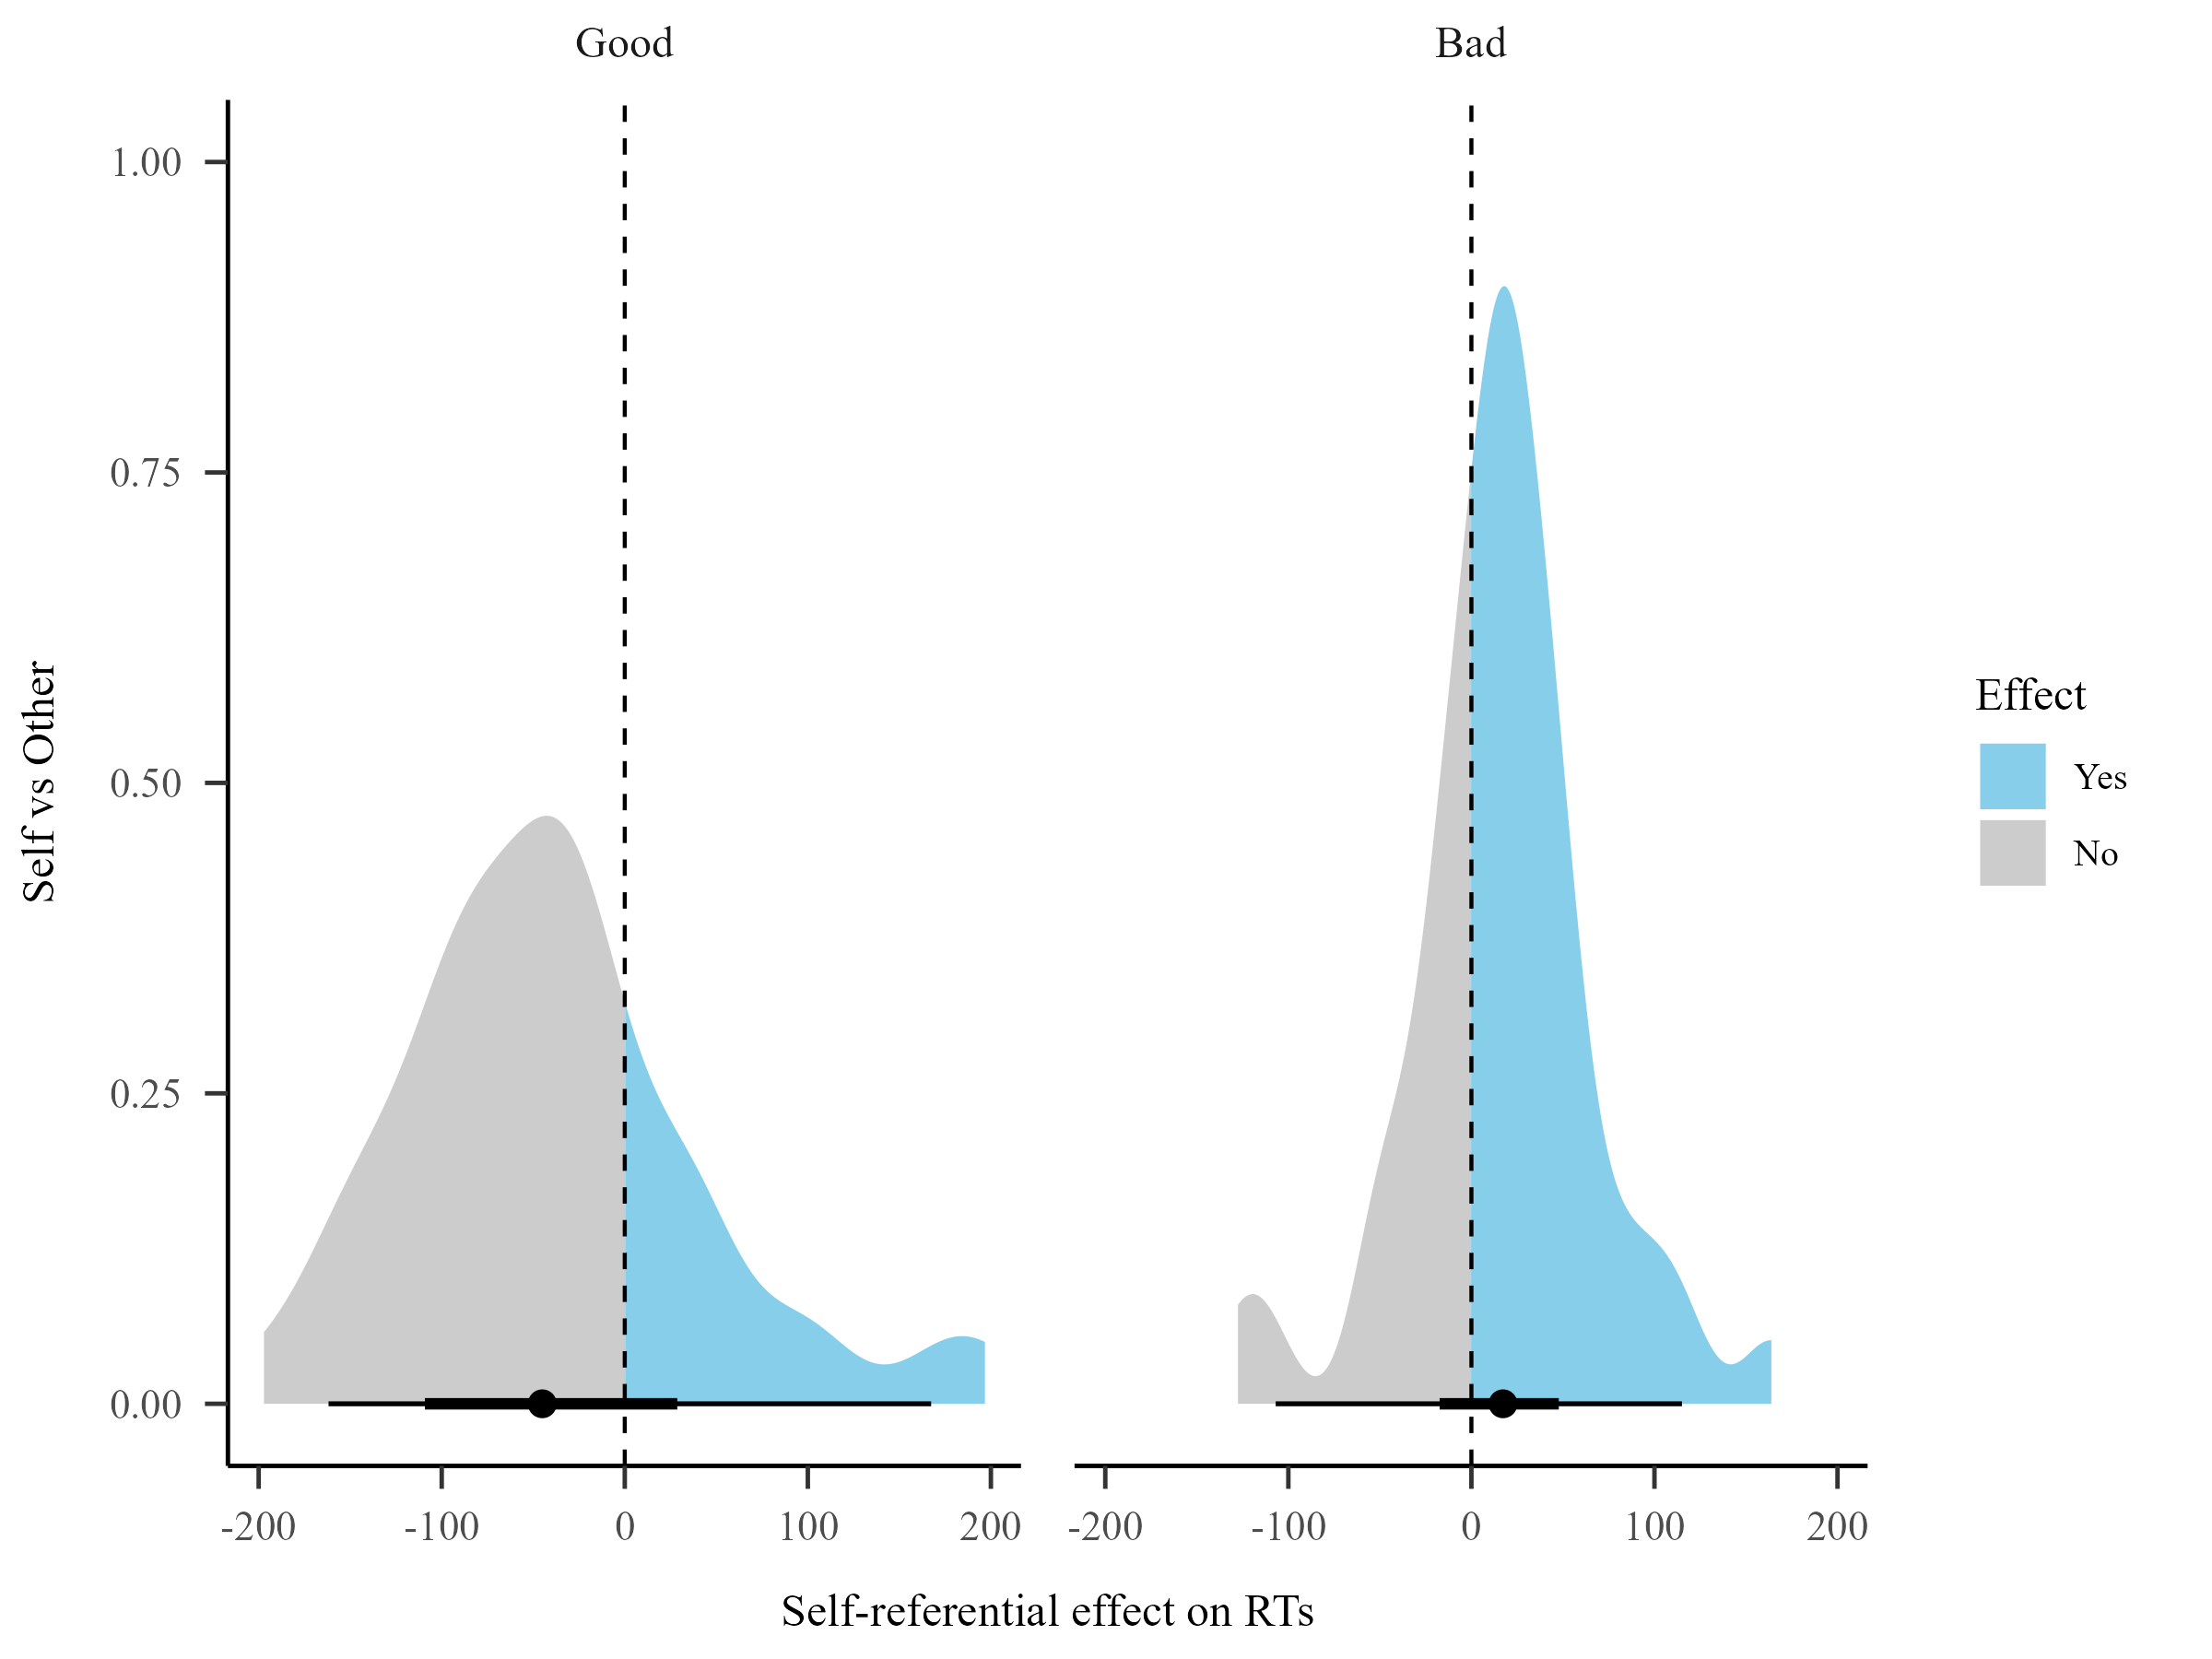 Good
Bad
1.00
0.75
0.50
0.25
0.00
Self vs Other
-200 -100 0 100 200
-200 -100 0 100 200
Self-referential effect on RTs
Effect
Yes
No